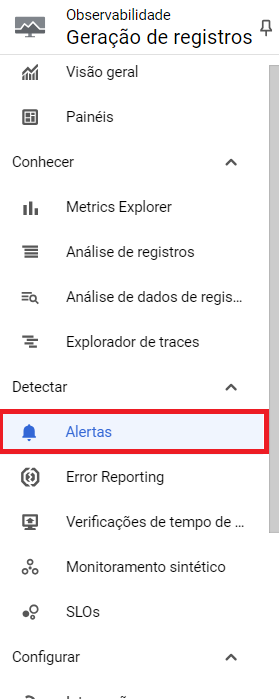 Observabilidade
Geração de registros
Visão geral
Painéis
Conhecer
Metrics Explorer
Análise de registros
Análise de dados de regis...
Explorador de traces
Detectar
Alertas
Error Reporting
Verificações de tempo de ...
Monitoramento sintético
SLOs
Configurar